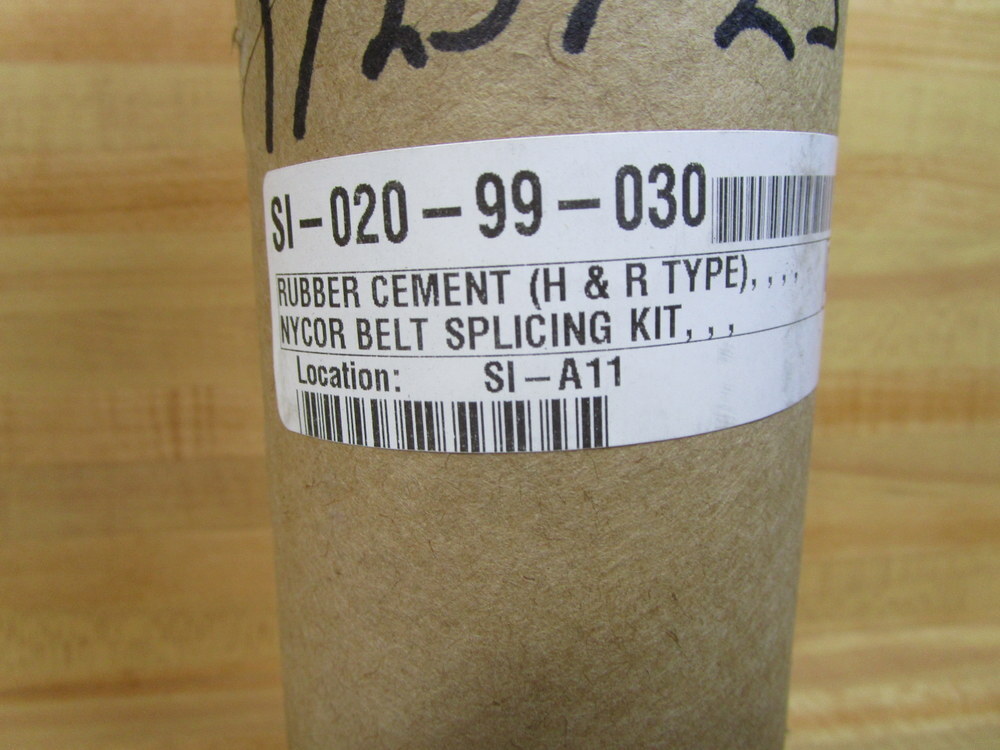 SI-020-99-030
RUBBER CEMENT (H & R TYPE), , , ,
NYCOR BELT SPLICING KIT, , ,
Location: SI-A11